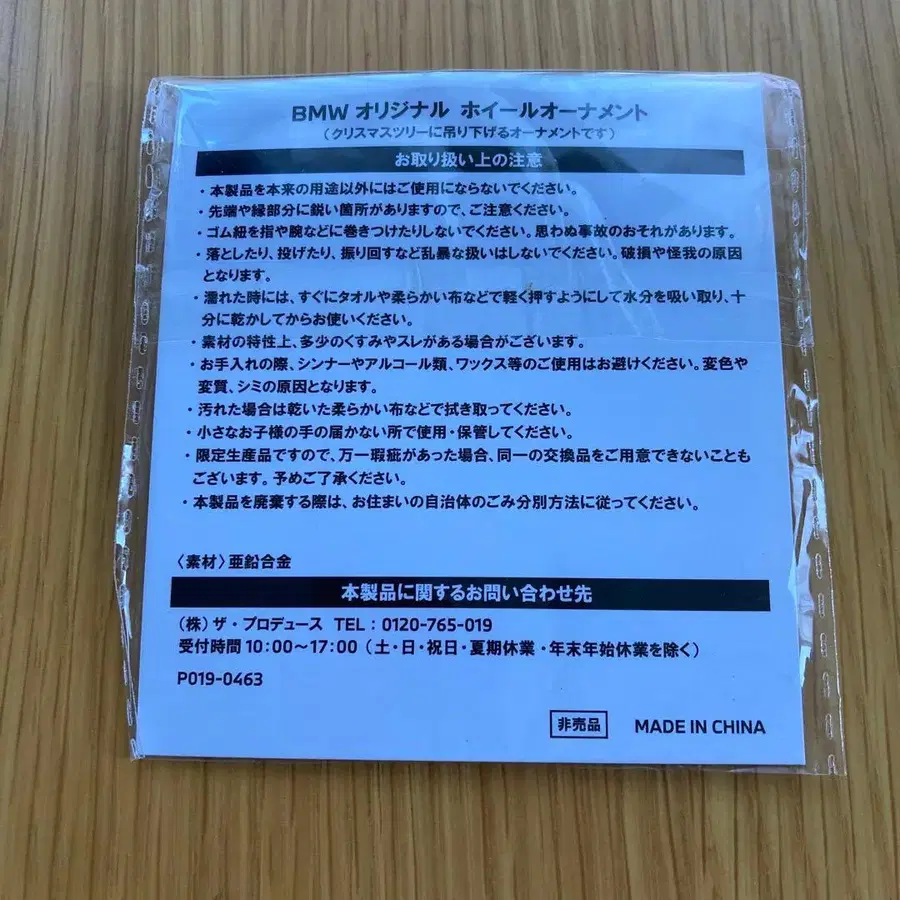 BMW オリジナル ホイールオーナメント
（クリスマスツリーに吊り下げるオーナメントです）
お取り扱い上の注意
・本製品を本来の用途以外にはご使用にならないでください。
・先端や縁部分に鋭い箇所がありますので、ご注意ください。
・ゴム紐を指や腕などに巻きつけたりしないでください。思わぬ事故のおそれがあります。
・落としたり、投げたり、振り回すなど乱暴な扱いはしないでください。破損や怪我の原因
となります。
・濡れた時には、すぐにタオルや柔らかい布などで軽く押すようにして水分を吸い取り、十
分に乾かしてからお使いください。
・素材の特性上、多少のくすみやスレがある場合がございます。
・お手入れの際、シンナーやアルコール類、ワックス等のご使用はお避けください。変色や
変質、シミの原因となります。
・汚れた場合は乾いた柔らかい布などで拭き取ってください。
・小さなお子様の手の届かない所で使用・保管してください。
・限定生産品ですので、万一瑕疵があった場合、同一の交換品をご用意できないことも
ございます。予めご了承ください。
・本製品を廃棄する際は、お住まいの自治体のごみ分別方法に従ってください。
〈素材〉亜鉛合金
本製品に関するお問い合わせ先
（株）ザ・プロデュース TEL：0120-765-019
受付時間 10:00〜17:00（土・日・祝日・夏期休業・年末年始休業を除く）
P019-0463
非売品 MADE IN CHINA